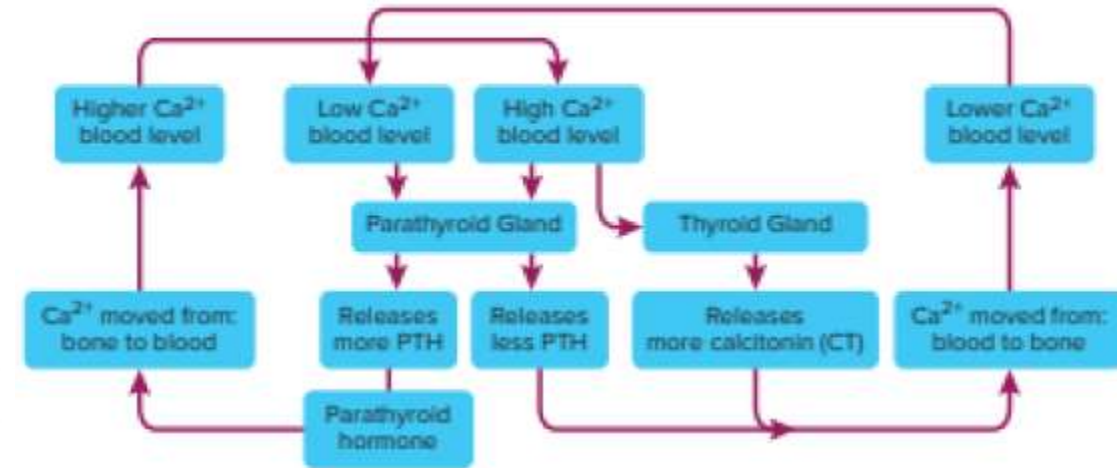 Higher Ca²⁺
blood level
Low Ca²⁺
blood level
High Ca²⁺
blood level
Lower Ca²⁺
blood level
Parathyroid Gland
Thyroid Gland
Ca²⁺ moved from:
bone to blood
Releases
more PTH
Releases
less PTH
Releases
more calcitonin (CT)
Ca²⁺ moved from:
blood to bone
Parathyroid
hormone